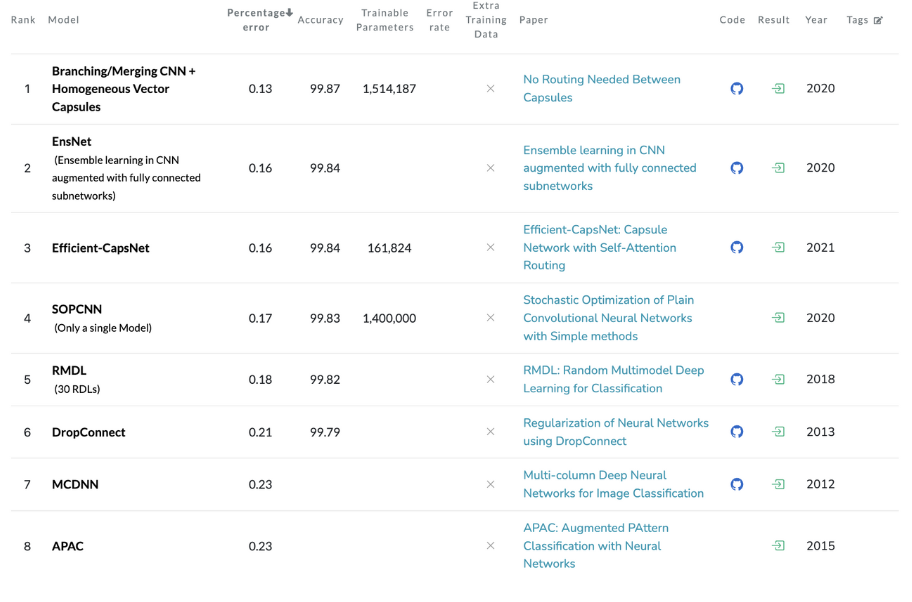 Rank Model Percentage error Accuracy Trainable Parameters Error rate Extra Training Data Paper Code Result Year Tags
1 Branching/Merging CNN + Homogeneous Vector Capsules 0.13 99.87 1,514,187 × No Routing Needed Between Capsules 2020
2 EnsNet (Ensemble learning in CNN augmented with fully connected subnetworks) 0.16 99.84 × Ensemble learning in CNN augmented with fully connected subnetworks 2020
3 Efficient-CapsNet 0.16 99.84 161,824 × Efficient-CapsNet: Capsule Network with Self-Attention Routing 2021
4 SOPCNN (Only a single Model) 0.17 99.83 1,400,000 × Stochastic Optimization of Plain Convolutional Neural Networks with Simple methods 2020
5 RMDL (30 RDLs) 0.18 99.82 × RMDL: Random Multimodel Deep Learning for Classification 2018
6 DropConnect 0.21 99.79 × Regularization of Neural Networks using DropConnect 2013
7 MCDNN 0.23 × Multi-column Deep Neural Networks for Image Classification 2012
8 APAC 0.23 × APAC: Augmented PAttern Classification with Neural Networks 2015